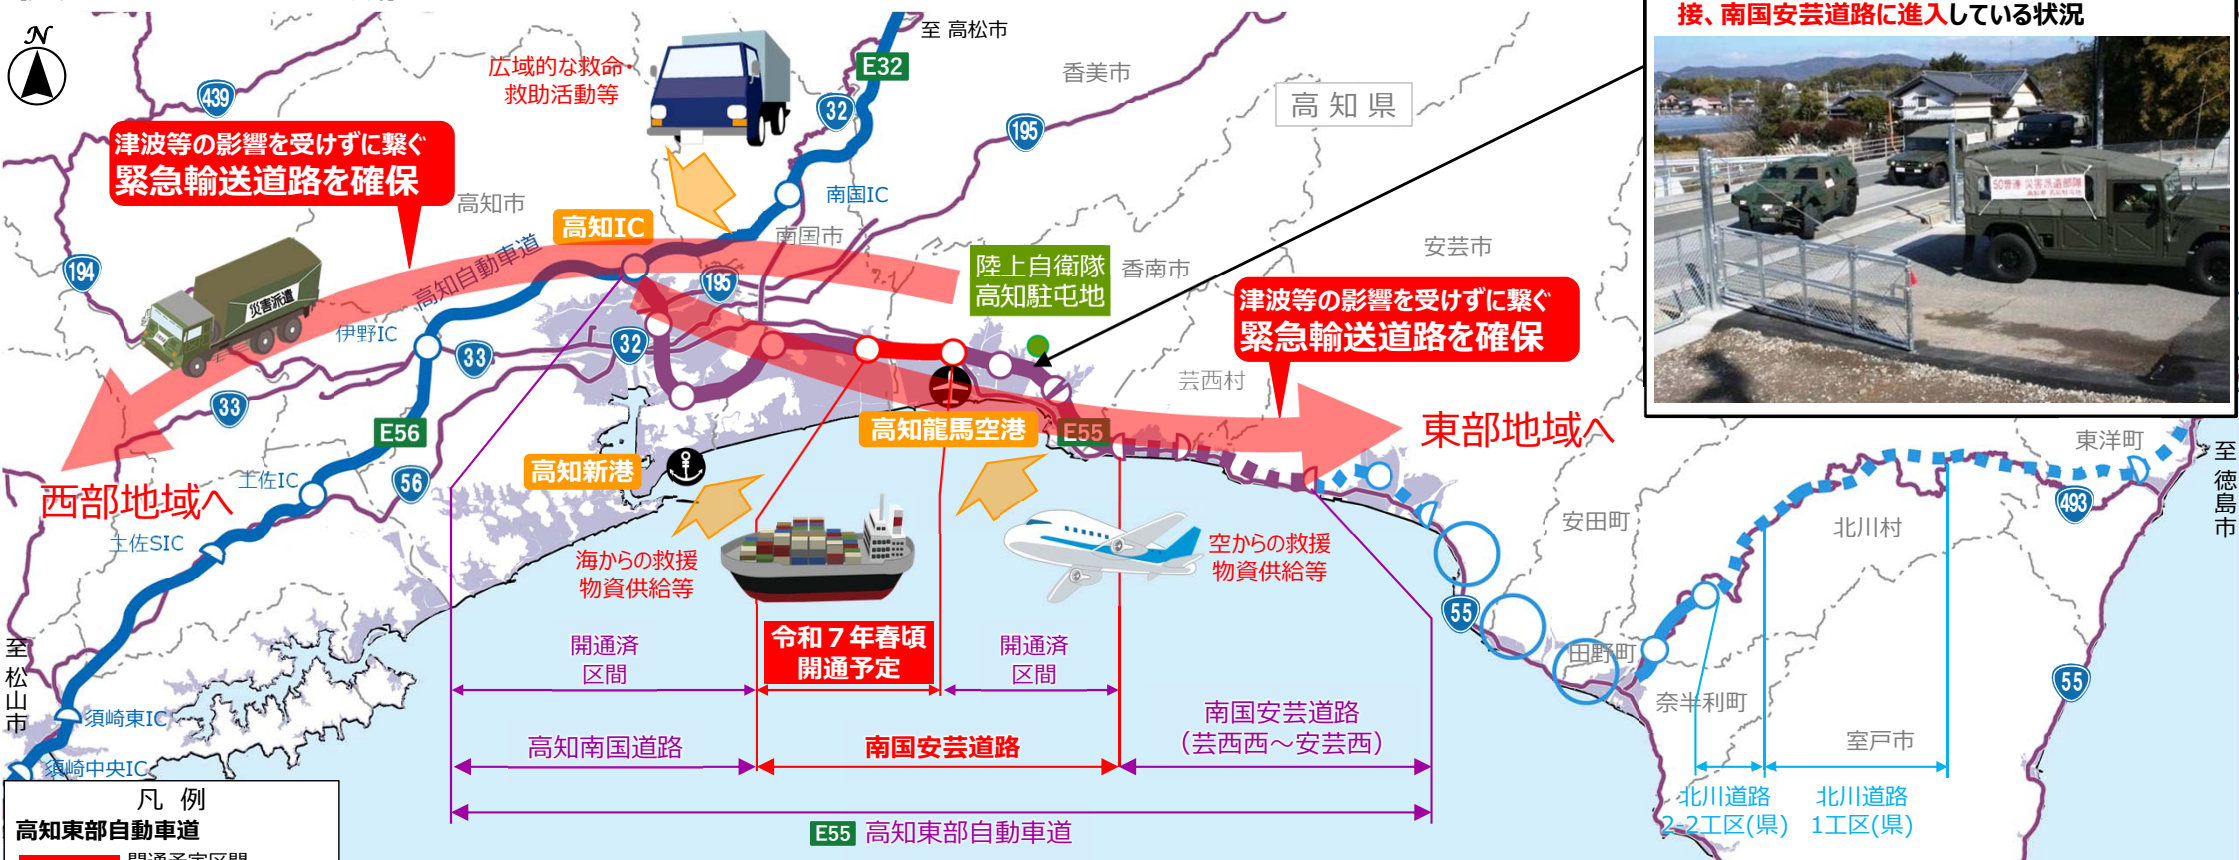 接、南国安芸道路に進入している状況
N
至 高松市
E32
広域的な救命・
救助活動等
香美市
高知県
439
32
195
津波等の影響を受けずに繋ぐ
緊急輸送道路を確保
高知市
高知IC
南国IC
南国市
安芸市
194
高知自動車道
195
陸上自衛隊
高知駐屯地
香南市
災害派遣
伊野IC
32
33
津波等の影響を受けずに繋ぐ
緊急輸送道路を確保
芸西村
33
E56
高知龍馬空港
E55
東部地域へ
東洋町
至徳島市
高知新港
土佐IC
56
西部地域へ
493
安田町
北川村
土佐SIC
海からの救援
物資供給等
空からの救援
物資供給等
55
至松山市
開通済
区間
令和７年春頃
開通予定
開通済
区間
田野町
奈半利町
55
須崎東IC
高知南国道路
南国安芸道路
南国安芸道路
（芸西西～安芸西）
室戸市
須崎中央IC
北川道路
2-2工区(県)
北川道路
1工区(県)
凡 例
高知東部自動車道
E55 高知東部自動車道
開通予定区間